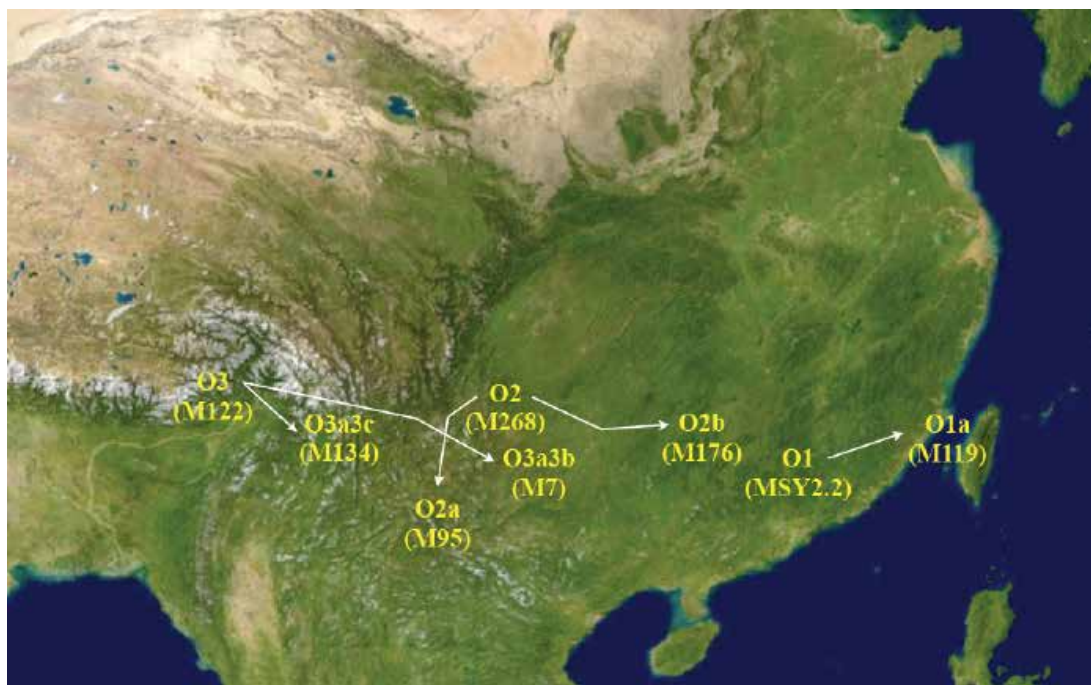 O3
(M122)
O3a3c
(M134)
O2
(M268)
O3a3b
(M7)
O2a
(M95)
O2b
(M176)
O1
(MSY2.2)
O1a
(M119)